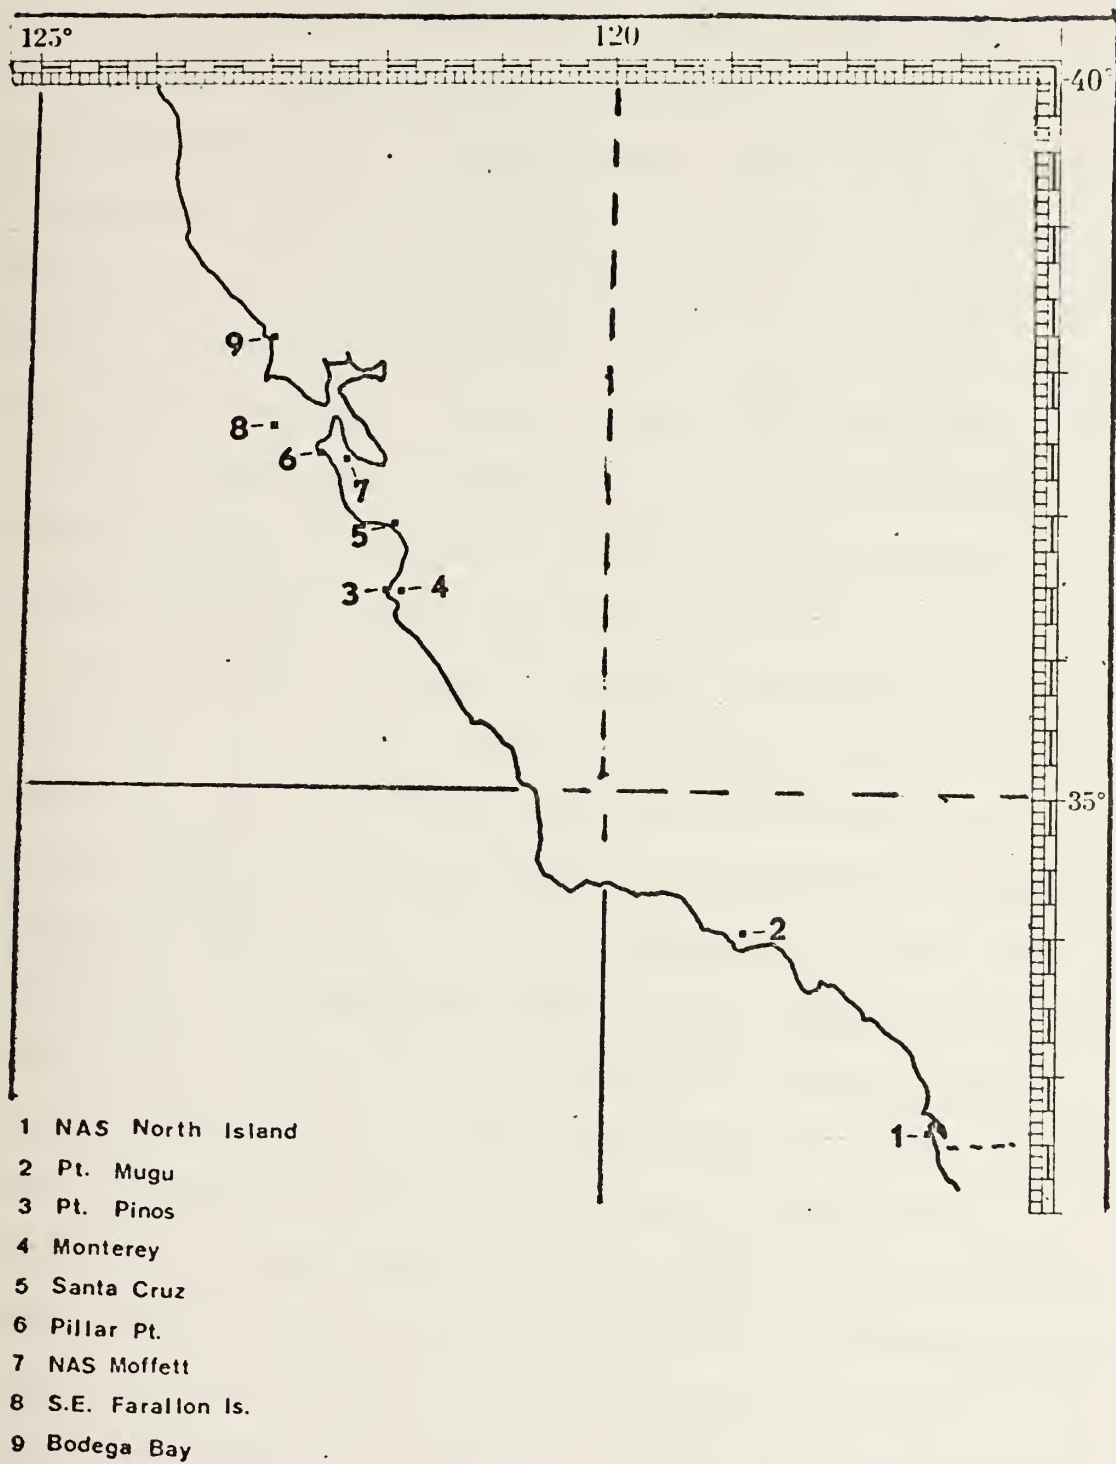 125° 120
40°
9
8
6
7
5
3 4
35°
2
1
1 NAS North Island
2 Pt. Mugu
3 Pt. Pinos
4 Monterey
5 Santa Cruz
6 Pillar Pt.
7 NAS Moffett
8 S.E. Farallon Is.
9 Bodega Bay